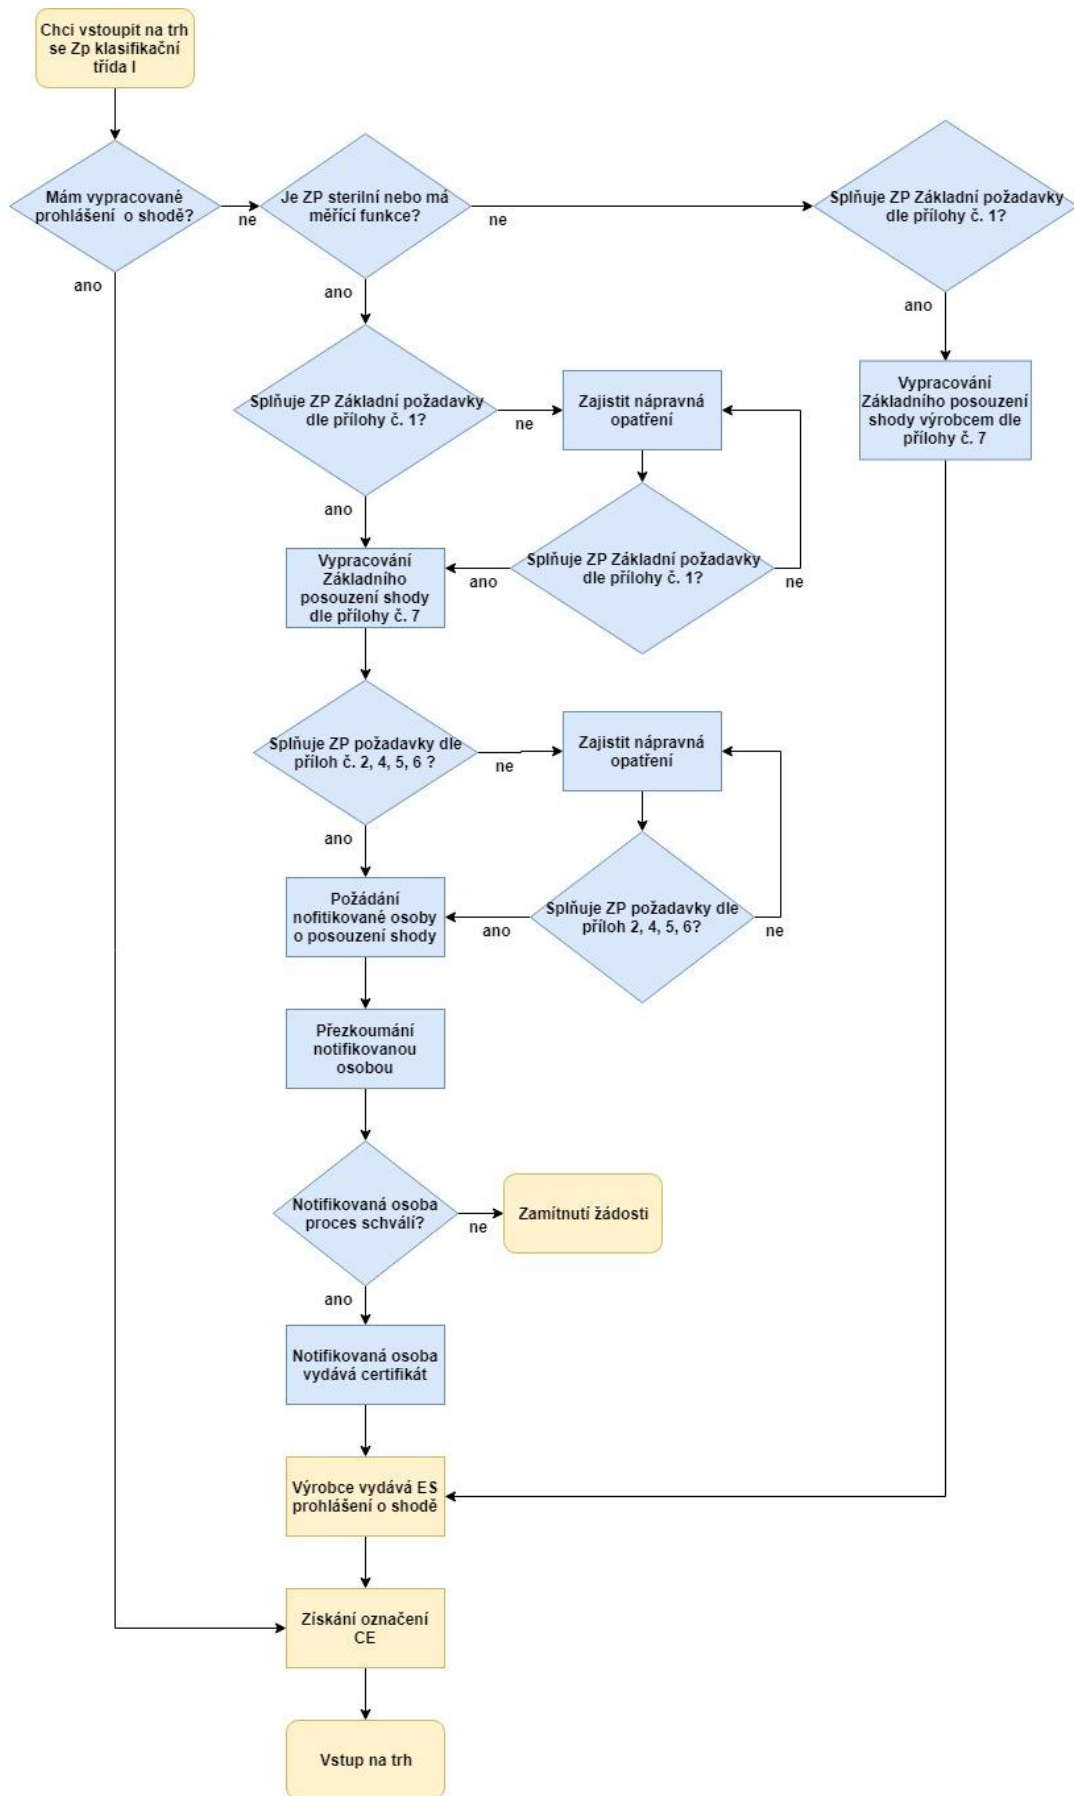 Chci vstoupit na trh
se Zp klasifikační
třída I
Mám vypracované
prohlášení o shodě?
ne
Je ZP sterilní nebo má
měřící funkce?
ne
Splňuje ZP Základní požadavky
dle přílohy č. 1?
ano
ano
ano
Splňuje ZP Základní požadavky
dle přílohy č. 1?
ne
Zajistit nápravná
opatření
Vypracování
Základního posouzení
shody výrobcem dle
přílohy č. 7
ano
Splňuje ZP Základní požadavky
dle přílohy č. 1?
ano
ne
Vypracování
Základního
posouzení shody
dle přílohy č. 7
Splňuje ZP požadavky dle
příloh č. 2, 4, 5, 6 ?
ne
Zajistit nápravná
opatření
ano
Splňuje ZP požadavky dle
příloh 2, 4, 5, 6?
ano
ne
Požádání
nofitikované osoby
o posouzení shody
Přezkoumání
notifikovanou
osobou
Notifikovaná osoba
proces schválí?
ne
Zamítnutí žádosti
ano
Notifikovaná osoba
vydává certifikát
Výrobce vydává ES
prohlášení o shodě
Získání označení
CE
Vstup na trh